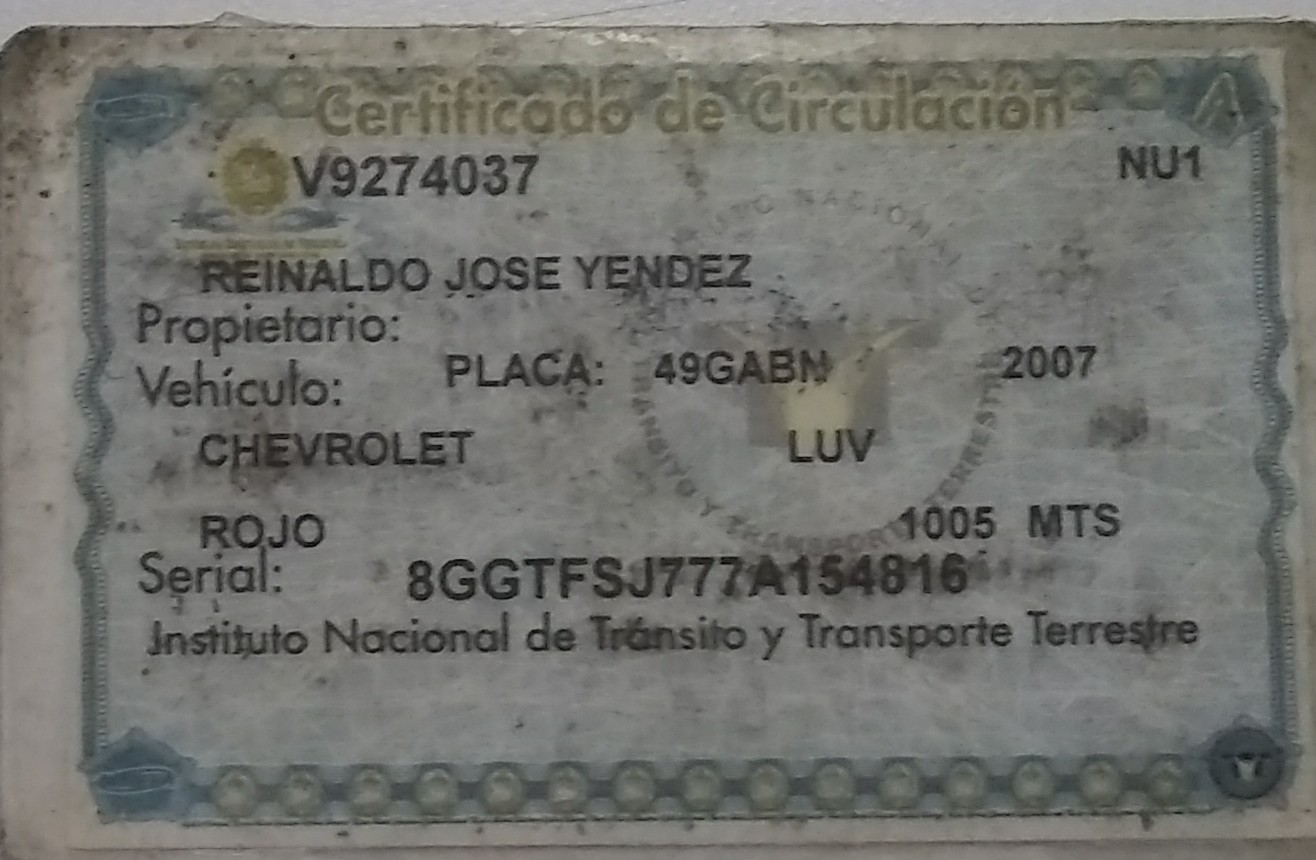 Certificado de Circulación
V9274037 NU1
REINALDO JOSE YENDEZ
Propietario:
Vehículo: PLACA: 49GABN 2007
CHEVROLET LUV
ROJO 1005 MTS
Serial: 8GGTFSJ777A154816
Instituto Nacional de Tránsito y Transporte Terrestre